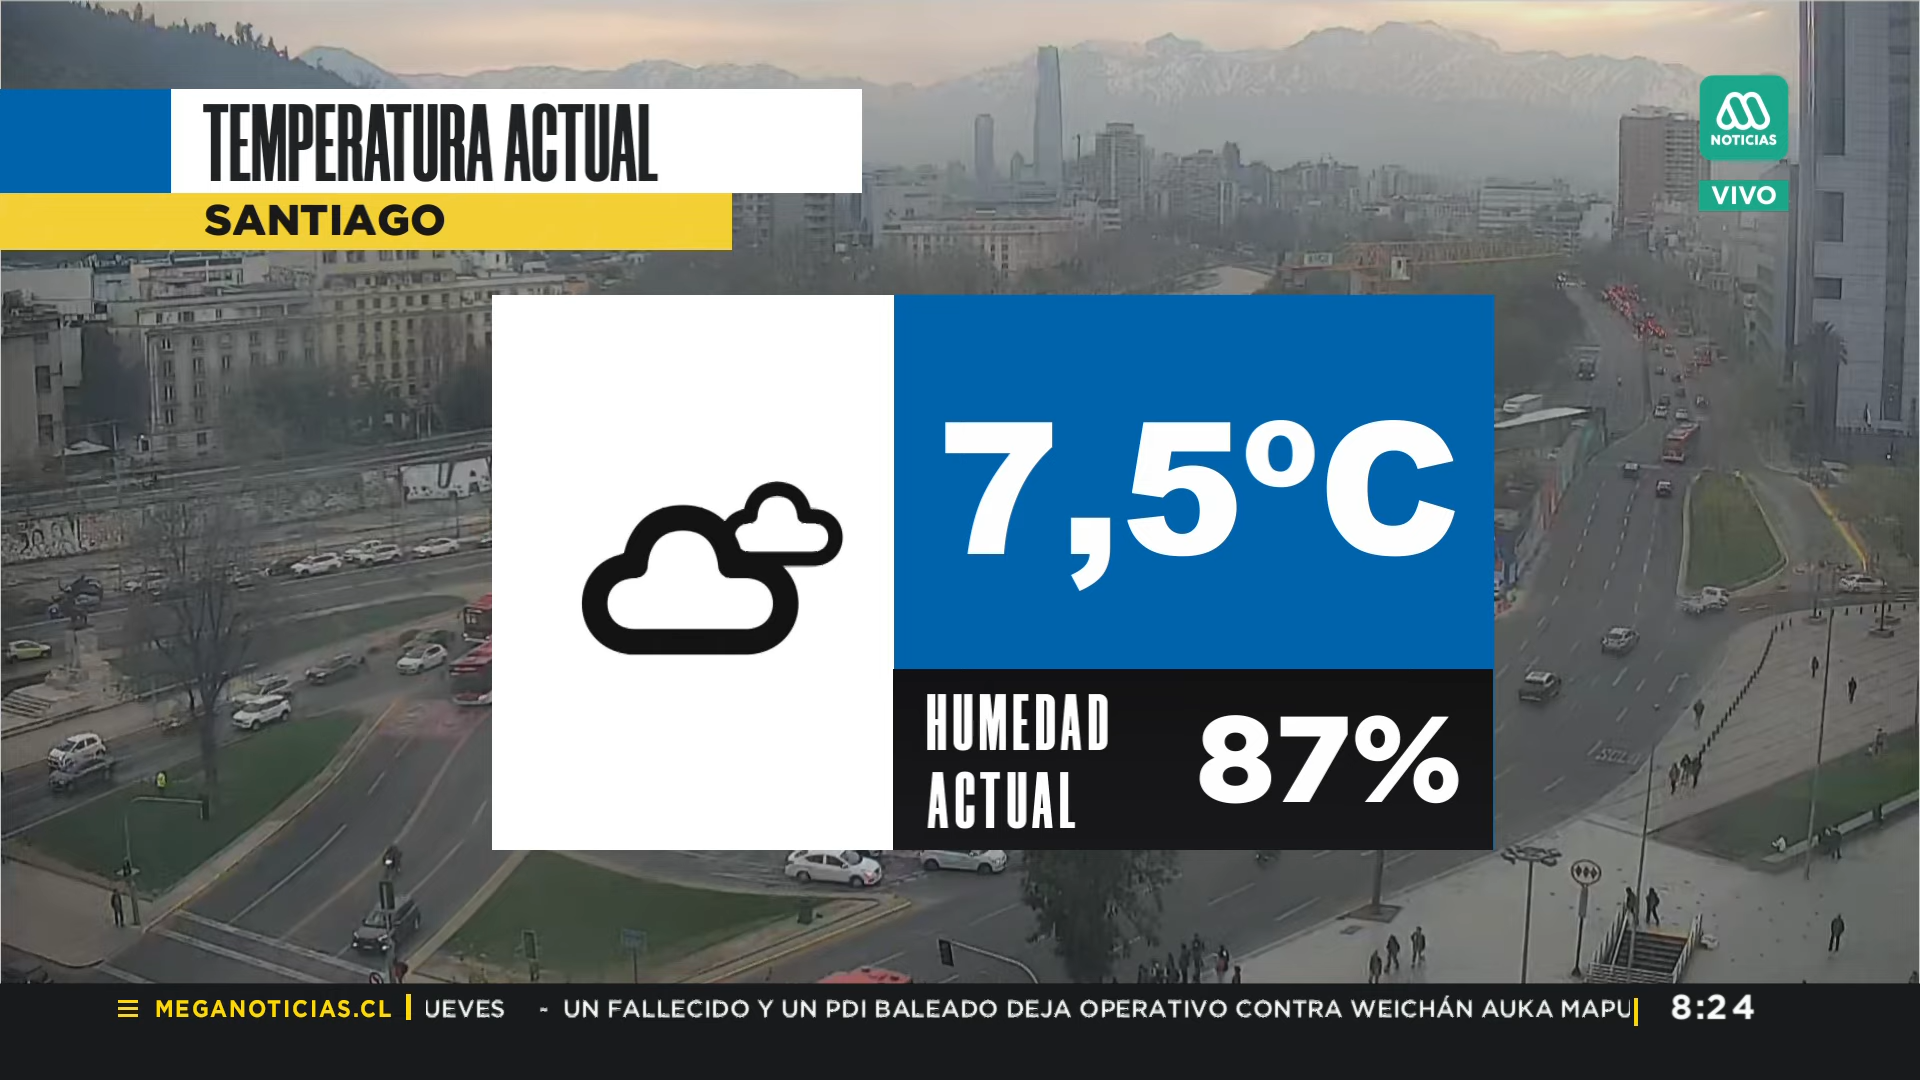 TEMPERATURA ACTUAL
SANTIAGO
NOTICIAS
VIVO
7,5ºC
HUMEDAD
ACTUAL
87%
MEGANOTICIAS.CL
UEVES - UN FALLECIDO Y UN PDI BALEADO DEJA OPERATIVO CONTRA WEICHÁN AUKA MAPU
8:24